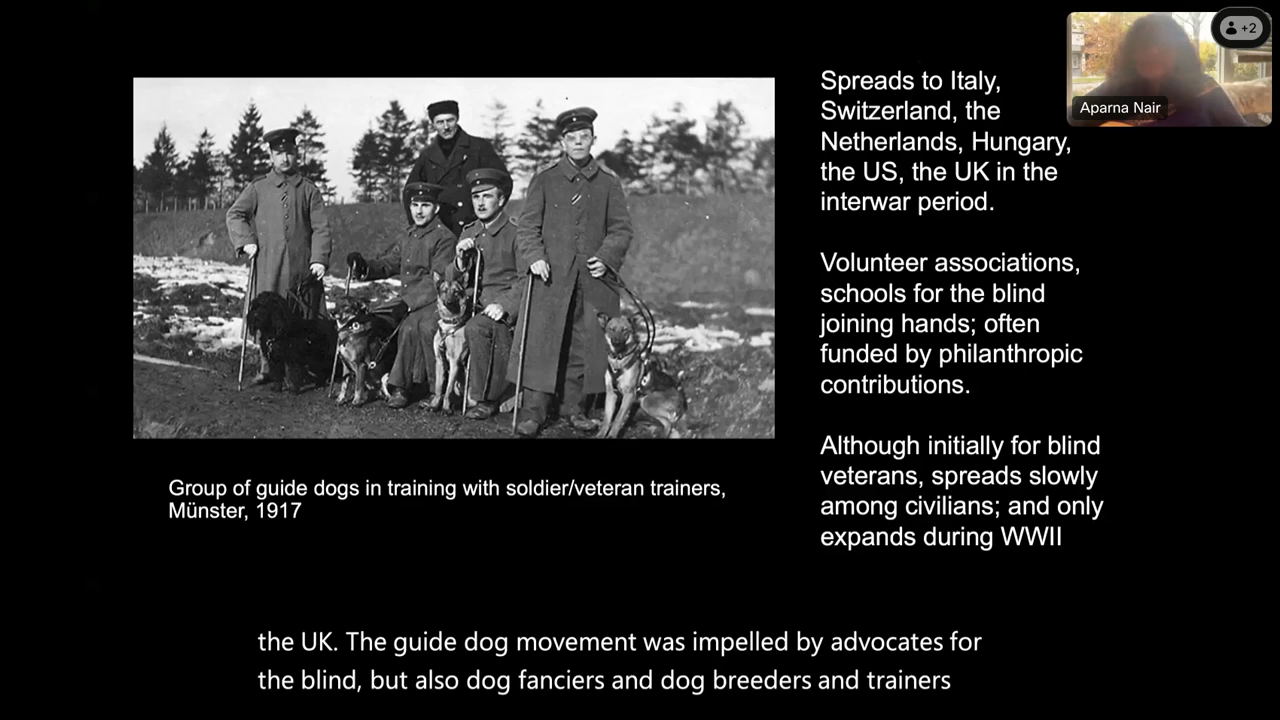 Spreads to Italy,
Switzerland, the
Netherlands, Hungary,
the US, the UK in the
interwar period.
Volunteer associations,
schools for the blind
joining hands; often
funded by philanthropic
contributions.
Although initially for blind
veterans, spreads slowly
among civilians; and only
expands during WWII
+2
Aparna Nair
Group of guide dogs in training with soldier/veteran trainers,
Münster, 1917
the UK. The guide dog movement was impelled by advocates for
the blind, but also dog fanciers and dog breeders and trainers